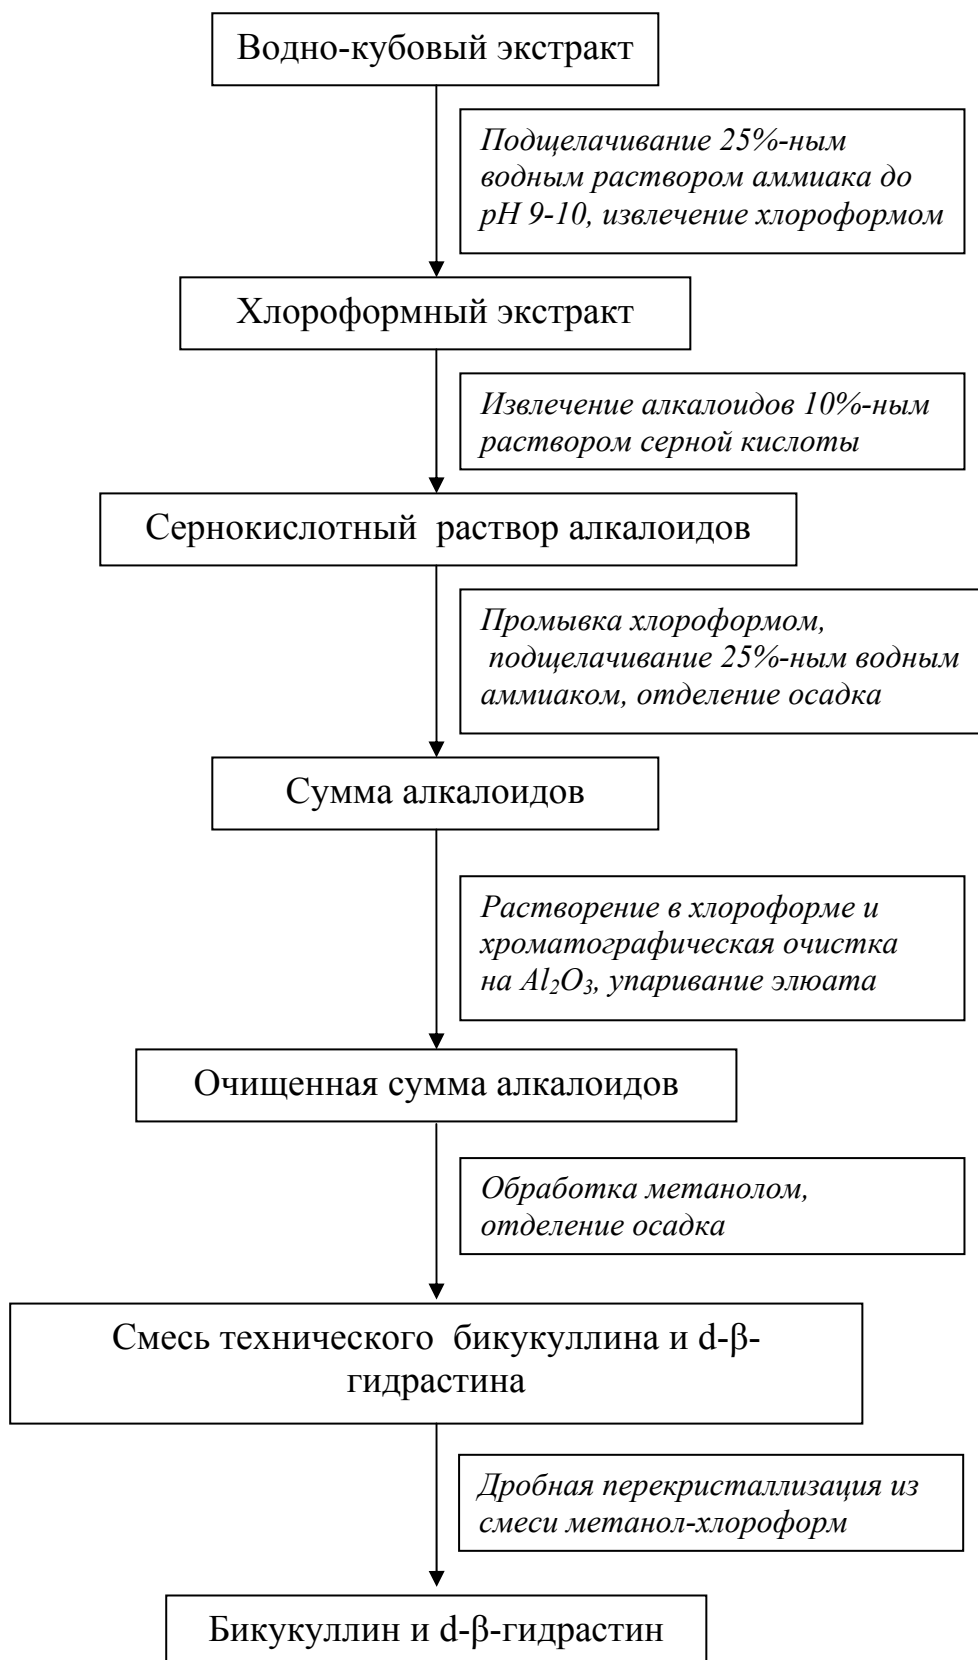 Водно-кубовый экстракт
Подщелачивание 25%-ным
водным раствором аммиака до
pH 9-10, извлечение хлороформом
Хлороформный экстракт
Извлечение алкалоидов 10%-ным
раствором серной кислоты
Сернокислотный раствор алкалоидов
Промывка хлороформом,
подщелачивание 25%-ным водным
аммиаком, отделение осадка
Сумма алкалоидов
Растворение в хлороформе и
хроматографическая очистка
на Al₂O₃, упаривание элюата
Очищенная сумма алкалоидов
Обработка метанолом,
отделение осадка
Смесь технического бикукуллина и d-β-
гидрастина
Дробная перекристаллизация из
смеси метанол-хлороформ
Бикукуллин и d-β-гидрастин